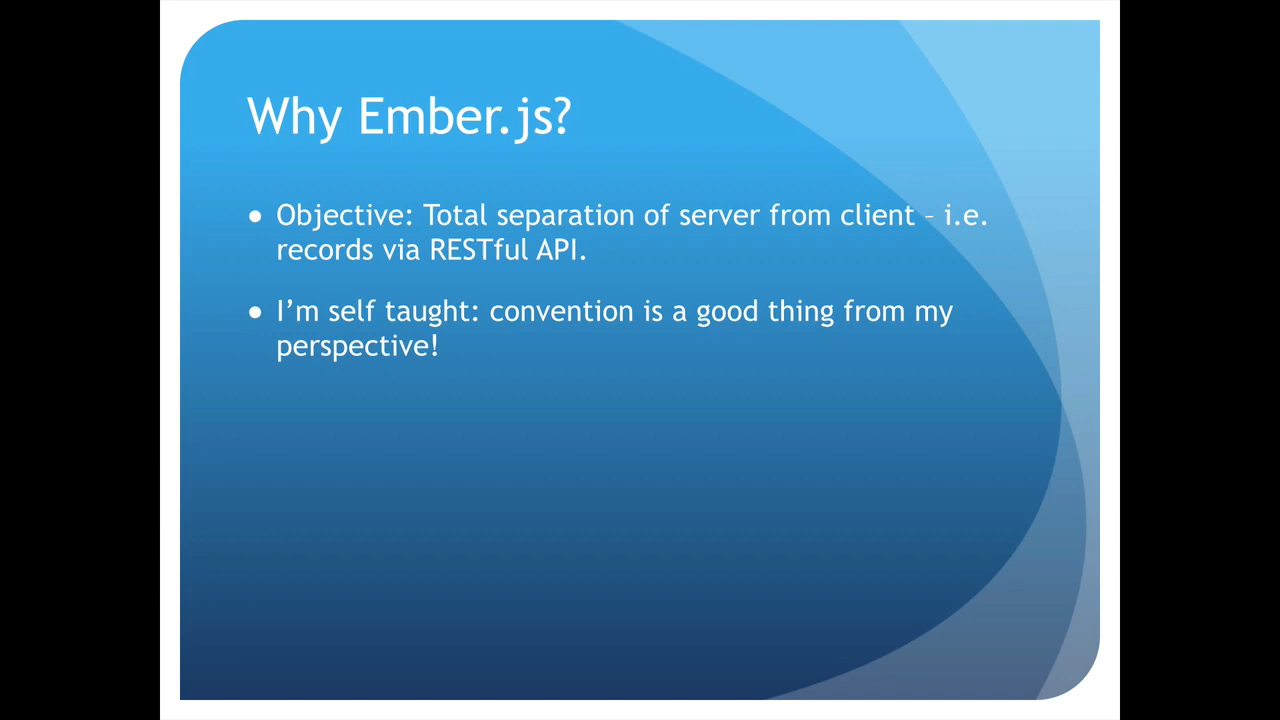 Why Ember.js?
● Objective: Total separation of server from client – i.e.
records via RESTful API.
● I’m self taught: convention is a good thing from my
perspective!